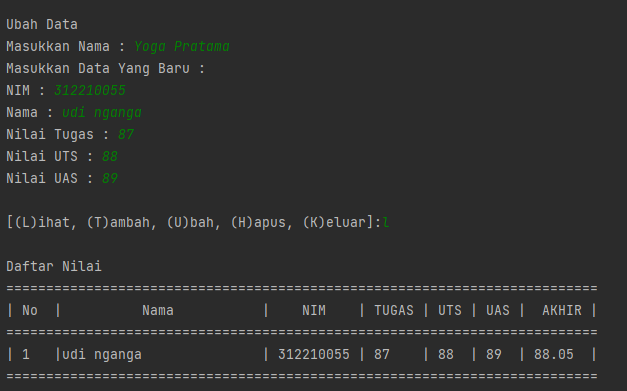 Ubah Data
Masukkan Nama : Yoga Pratama
Masukkan Data Yang Baru :
NIM : 312210055
Nama : udi nganga
Nilai Tugas : 87
Nilai UTS : 88
Nilai UAS : 89
[(L)ihat, (T)ambah, (U)bah, (H)apus, (K)eluar]:l
Daftar Nilai
==========================================================================
| No  |          Nama           |    NIM    | TUGAS | UTS | UAS |  AKHIR |
==========================================================================
| 1   |udi nganga               | 312210055 | 87    | 88  | 89  | 88.05  |
==========================================================================